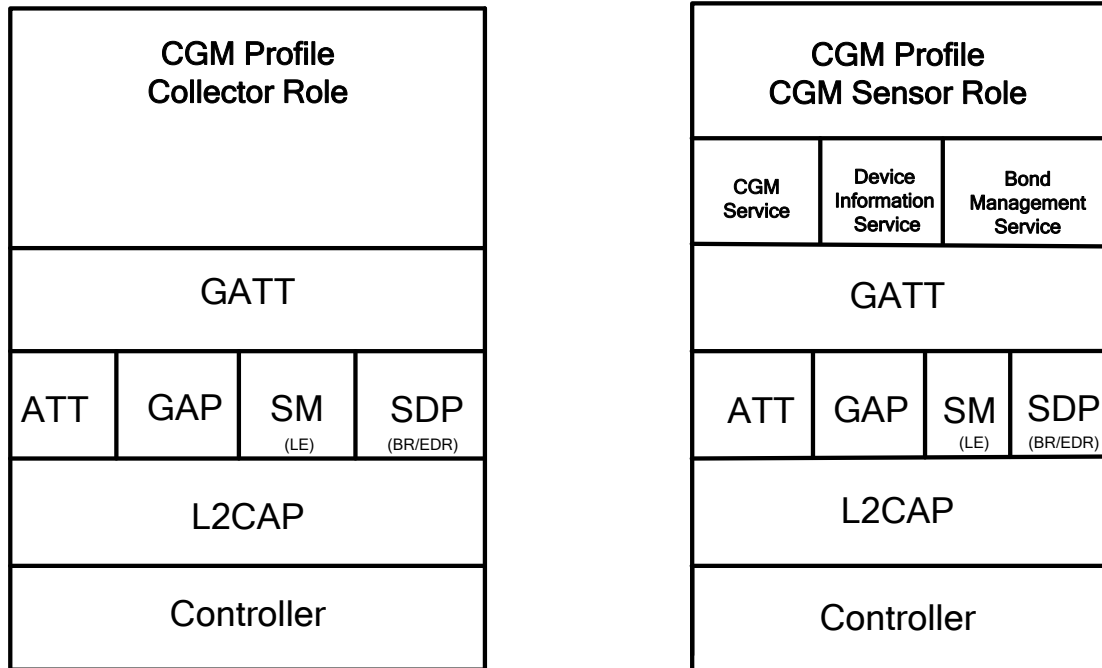 CGM Profile
Collector Role
GATT
ATT
GAP
SM
(LE)
SDP
(BR/EDR)
L2CAP
Controller
CGM Profile
CGM Sensor Role
CGM
Service
Device
Information
Service
Bond
Management
Service
GATT
ATT
GAP
SM
(LE)
SDP
(BR/EDR)
L2CAP
Controller